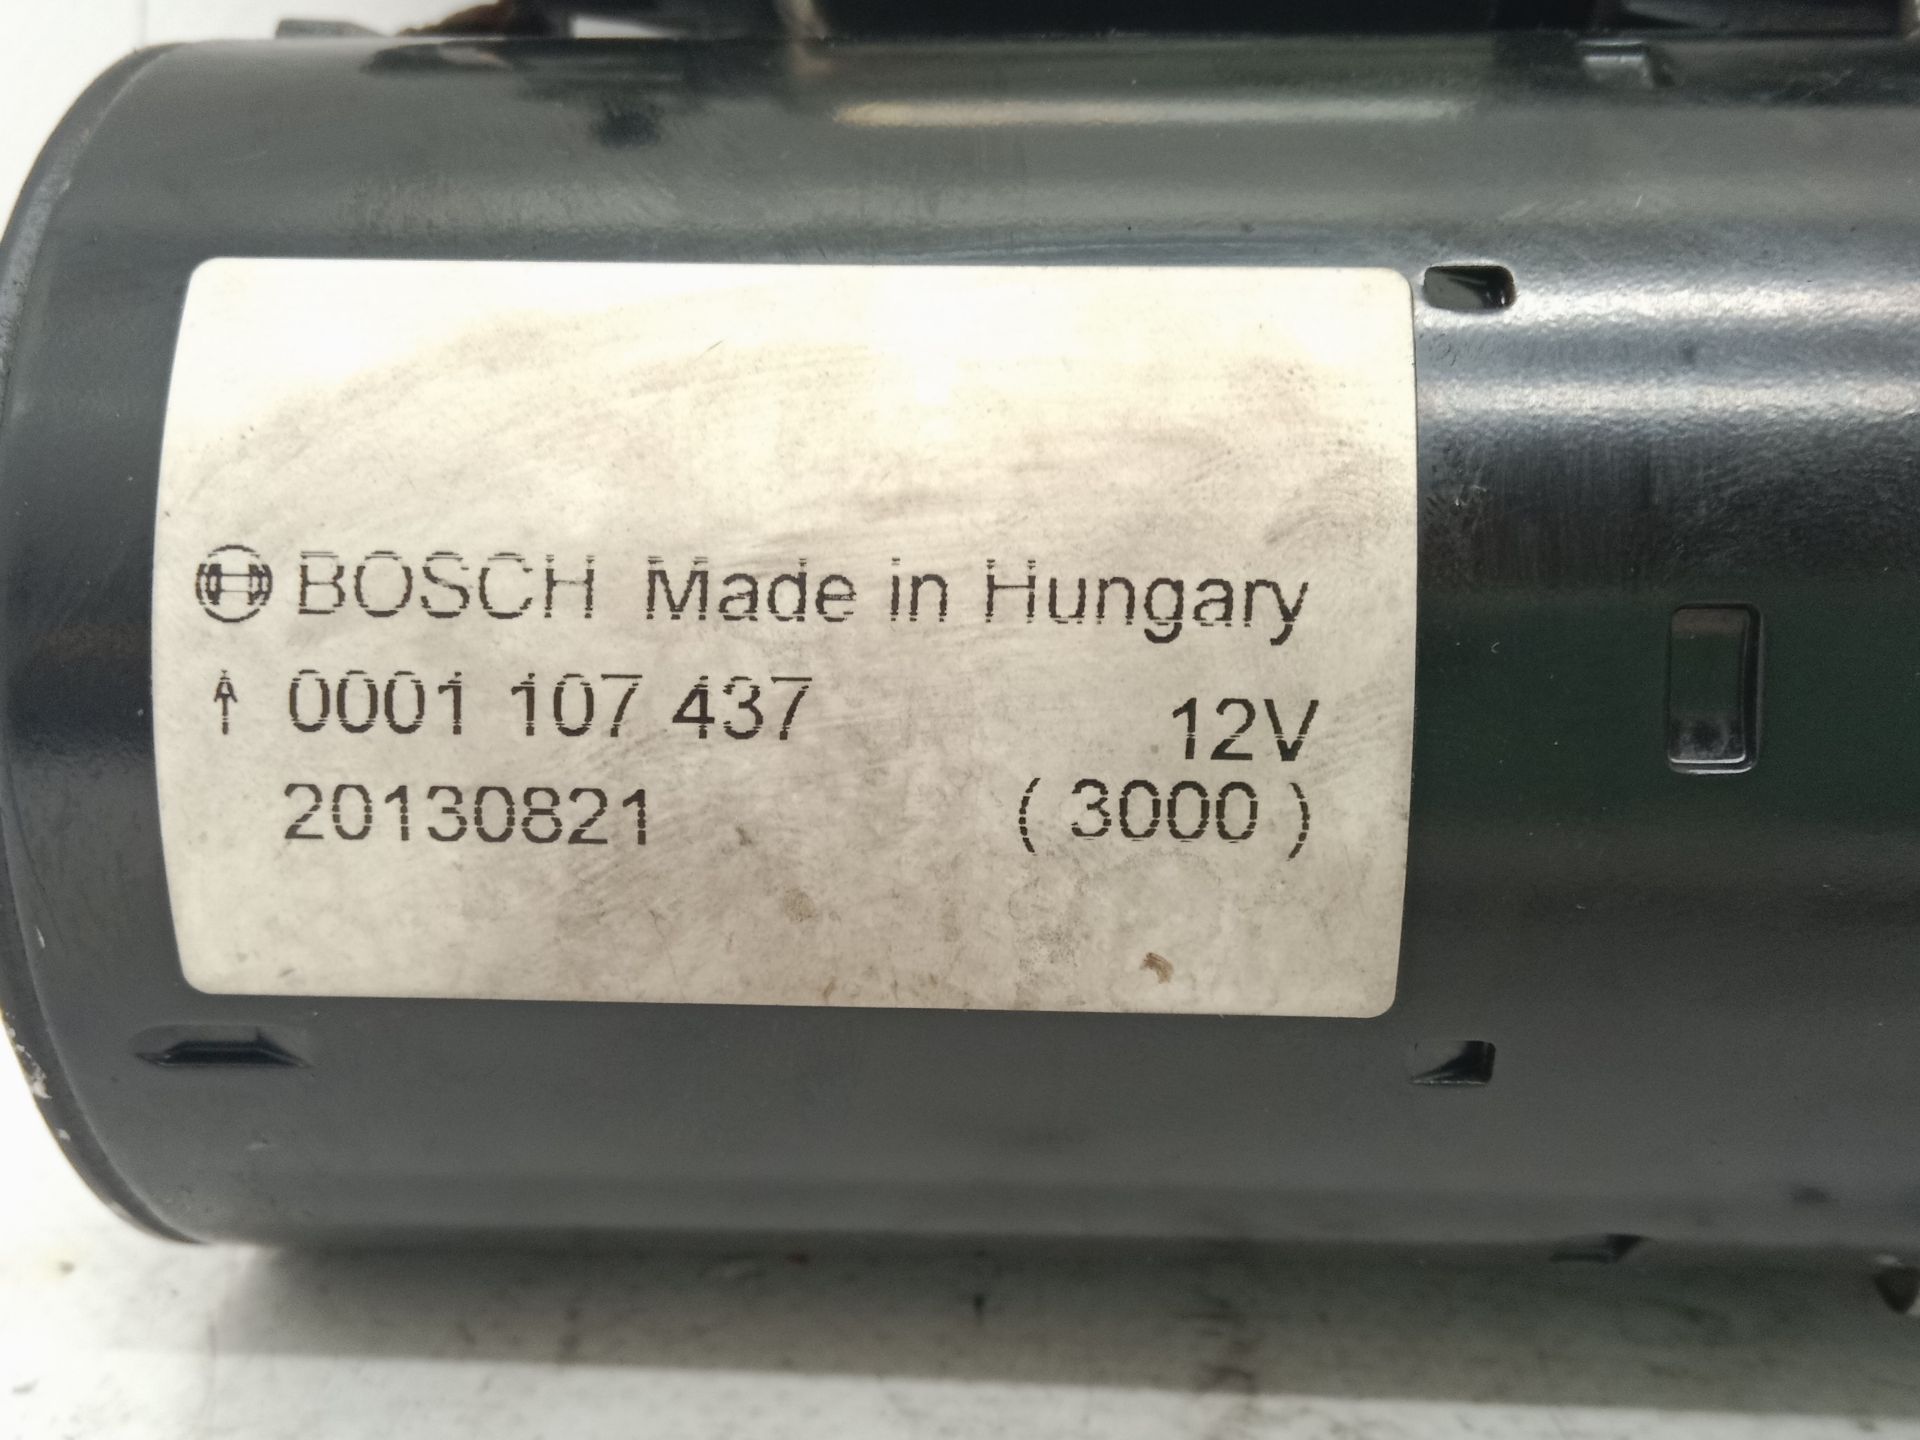 BOSCH Made in Hungary
↑ 0001 107 437 12V
20130821 ( 3000 )